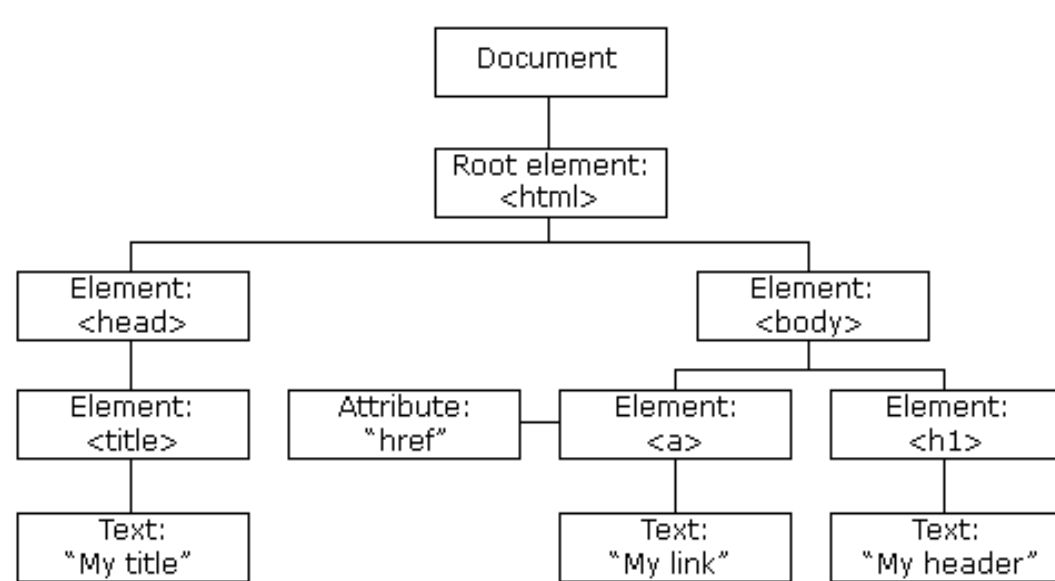 Document
Root element:
<html>
Element:
<head>
Element:
<body>
Element:
<title>
Attribute:
“href”
Element:
<a>
Element:
<h1>
Text:
“My title”
Text:
“My link”
Text:
“My header”